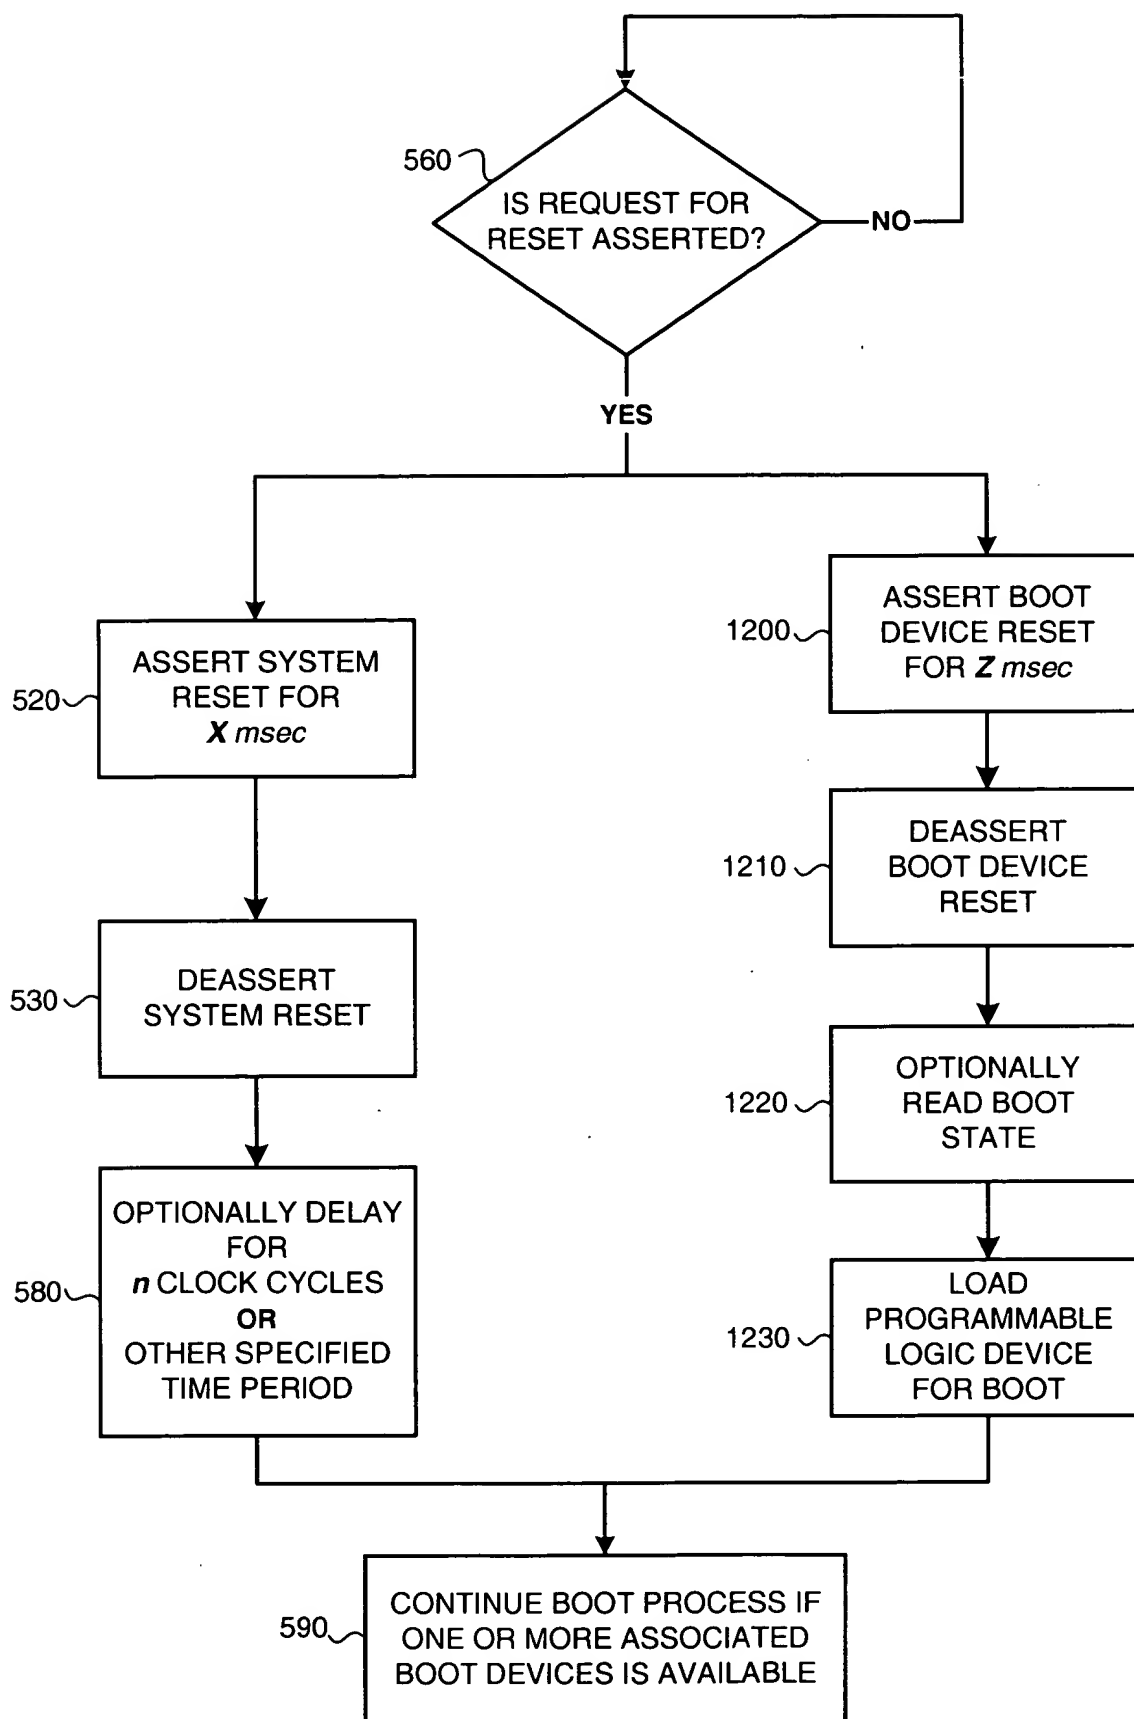 560
IS REQUEST FOR
RESET ASSERTED?
NO
YES
520
ASSERT SYSTEM
RESET FOR
X msec
530
DEASSERT
SYSTEM RESET
580
OPTIONALLY DELAY
FOR
n CLOCK CYCLES
OR
OTHER SPECIFIED
TIME PERIOD
1200
ASSERT BOOT
DEVICE RESET
FOR Z msec
1210
DEASSERT
BOOT DEVICE
RESET
1220
OPTIONALLY
READ BOOT
STATE
1230
LOAD
PROGRAMMABLE
LOGIC DEVICE
FOR BOOT
590
CONTINUE BOOT PROCESS IF
ONE OR MORE ASSOCIATED
BOOT DEVICES IS AVAILABLE